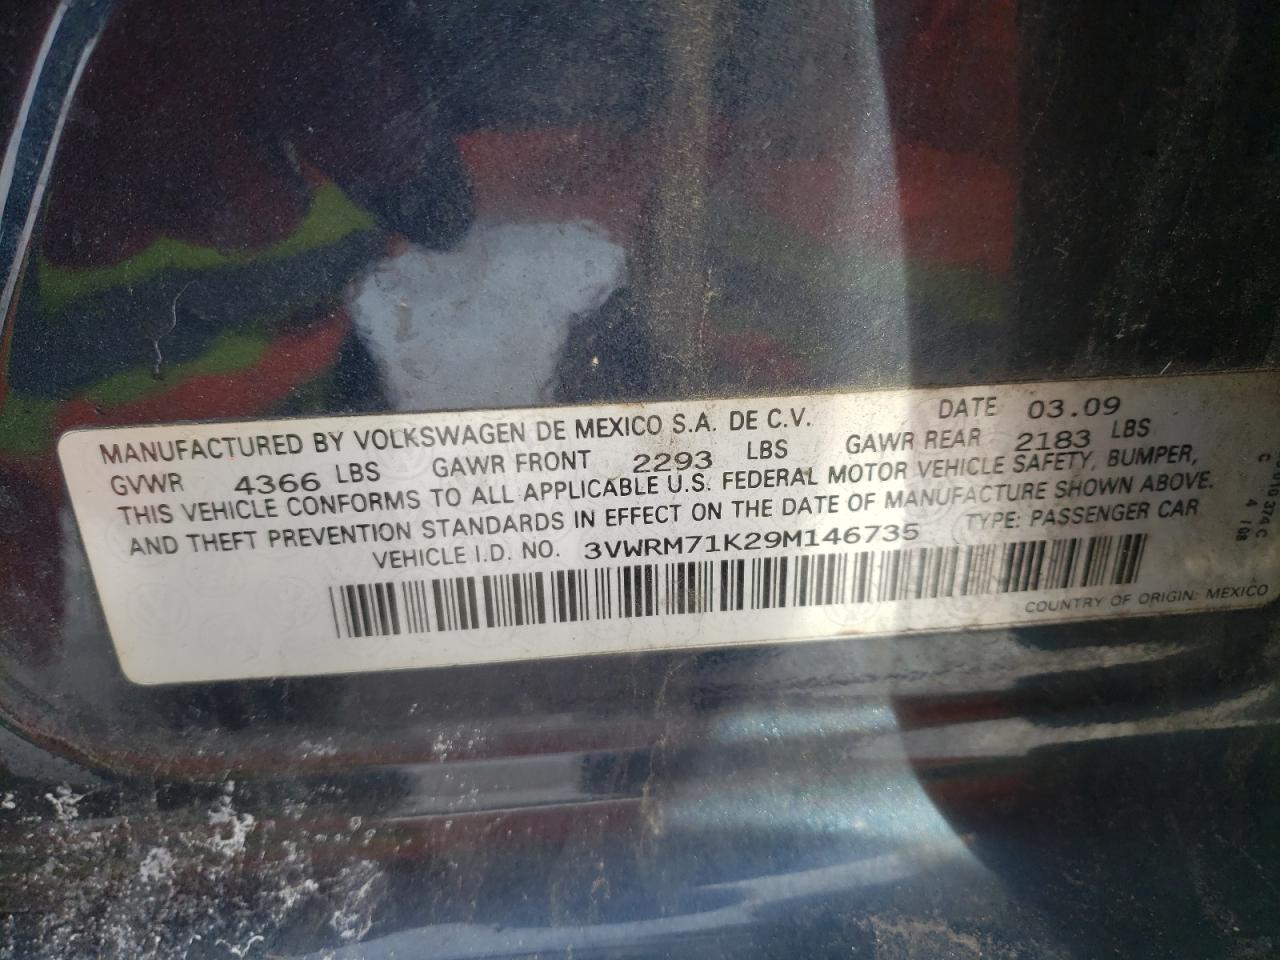 MANUFACTURED BY VOLKSWAGEN DE MEXICO S.A. DE C.V. DATE 03.09
GVWR 4366 LBS GAWR FRONT 2293 LBS GAWR REAR 2183 LBS
THIS VEHICLE CONFORMS TO ALL APPLICABLE U.S. FEDERAL MOTOR VEHICLE SAFETY, BUMPER,
AND THEFT PREVENTION STANDARDS IN EFFECT ON THE DATE OF MANUFACTURE SHOWN ABOVE.
VEHICLE I.D. NO. 3VWRM71K29M146735 TYPE: PASSENGER CAR
COUNTRY OF ORIGIN: MEXICO